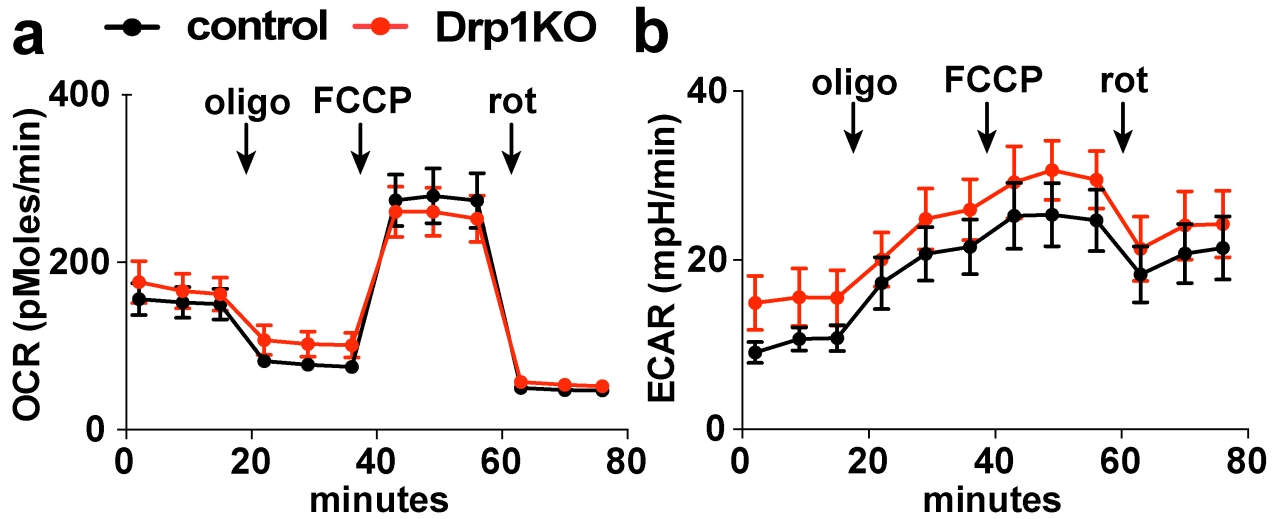 a control Drp1KO
OCR (pMoles/min)
400
200
0
oligo FCCP rot
0 20 40 60 80
minutes
b
ECAR (mpH/min)
40
20
0
oligo FCCP rot
0 20 40 60 80
minutes